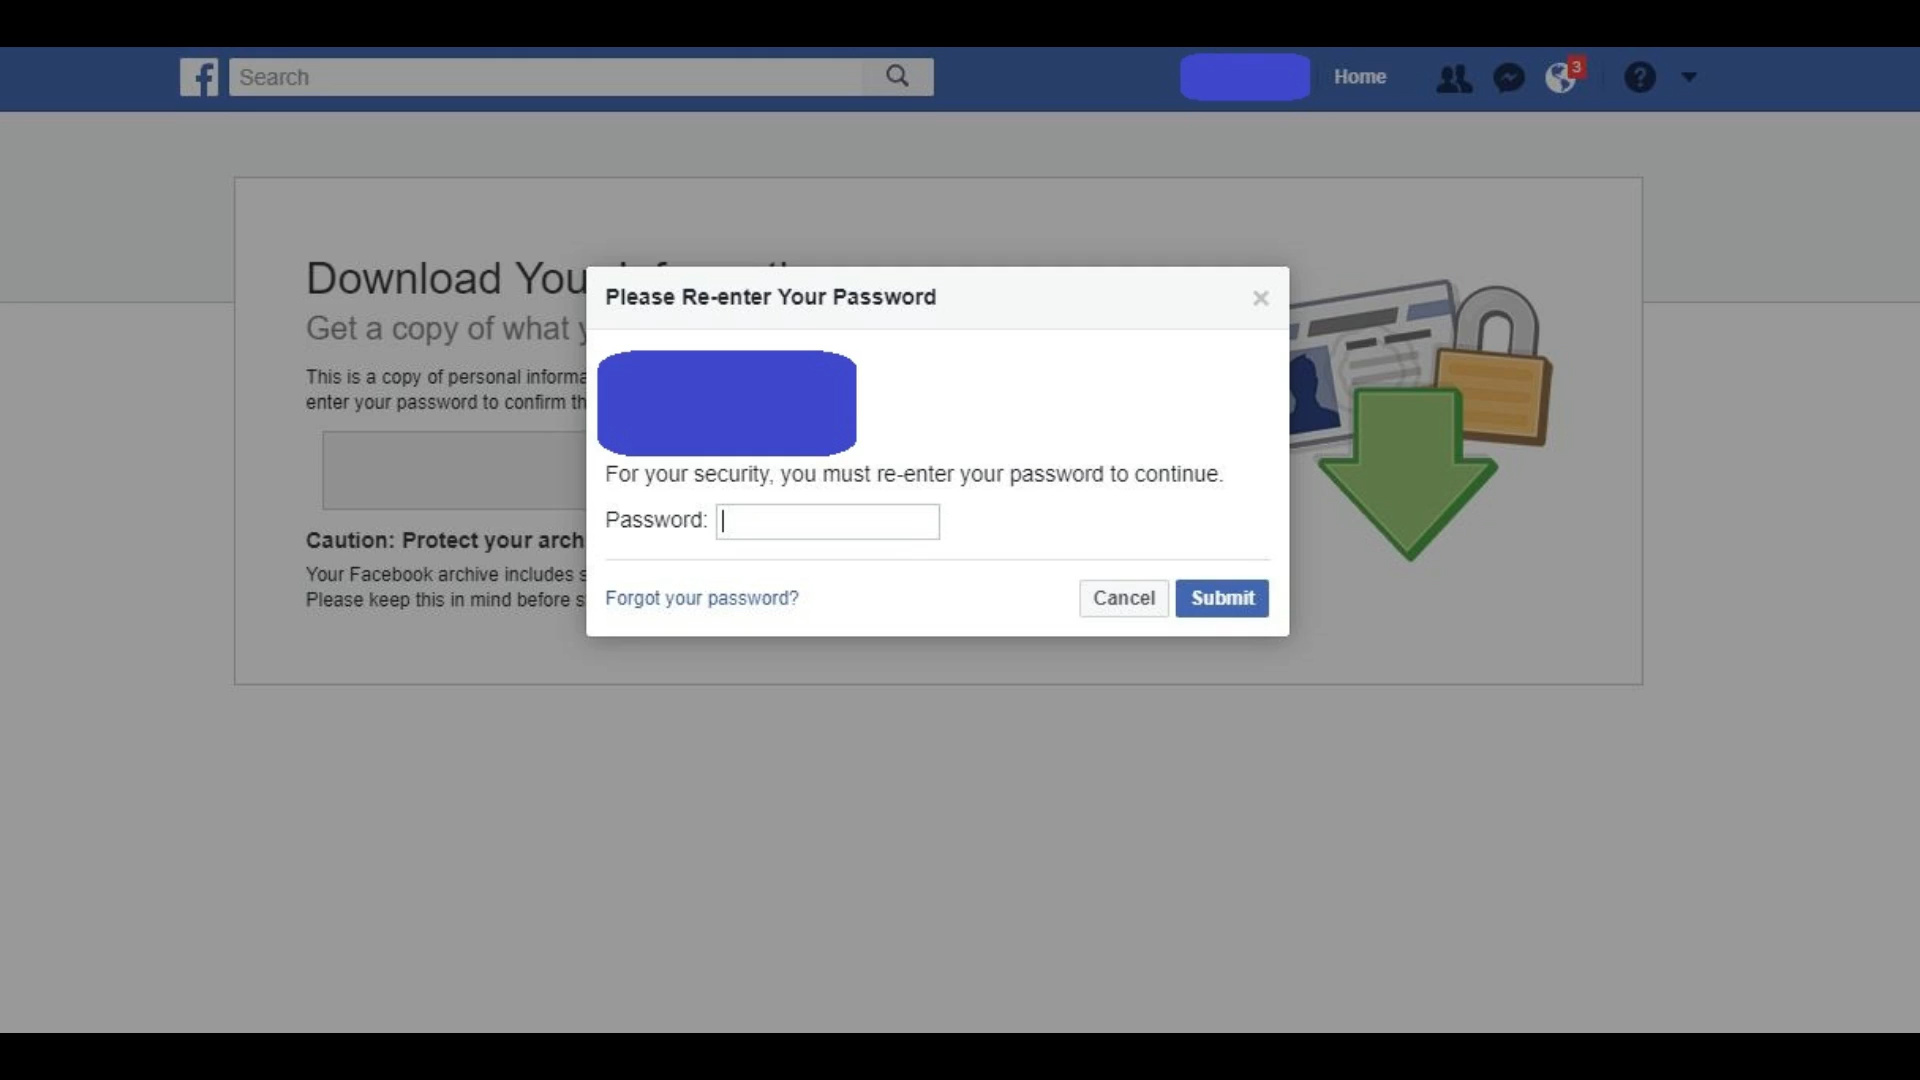 Search
Home
3
?
Download You
Get a copy of what
This is a copy of personal informa
enter your password to confirm th
Caution: Protect your arch
Your Facebook archive includes s
Please keep this in mind before s
Please Re-enter Your Password
For your security, you must re-enter your password to continue.
Password:
Forgot your password?
Cancel
Submit